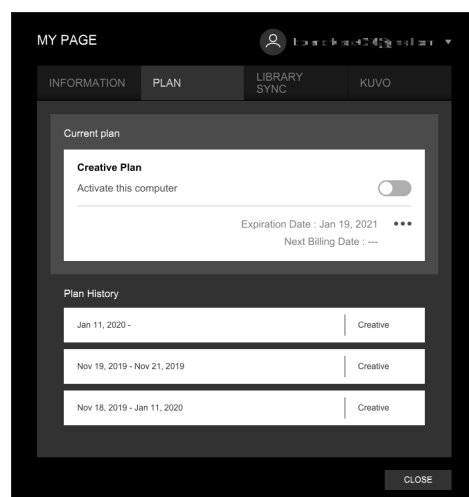 MY PAGE
INFORMATION
PLAN
LIBRARY
SYNC
KUVO
Current plan
Creative Plan
Activate this computer
Expiration Date : Jan 19, 2021
Next Billing Date : ---
Plan History
Jan 11, 2020 -
Creative
Nov 19, 2019 - Nov 21, 2019
Creative
Nov 18, 2019 - Jan 11, 2020
Creative
CLOSE